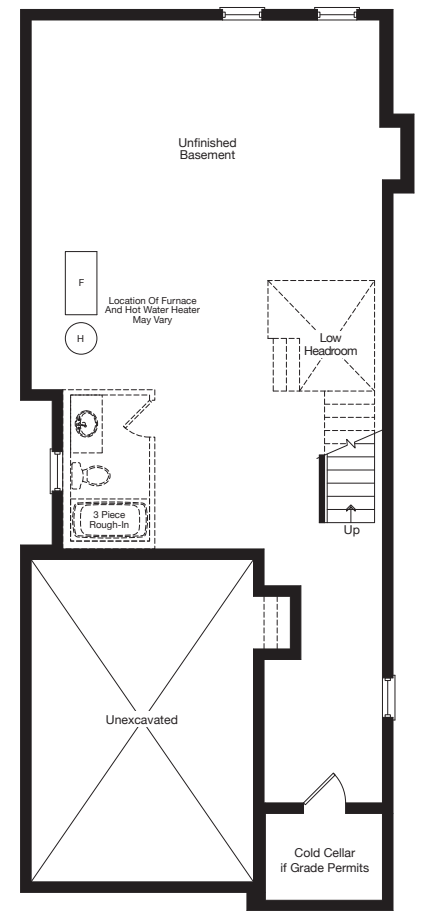 Unfinished
Basement
F
Location Of Furnace
And Hot Water Heater
May Vary
H
Low
Headroom
3 Piece
Rough-In
Up
Unexcavated
Cold Cellar
if Grade Permits